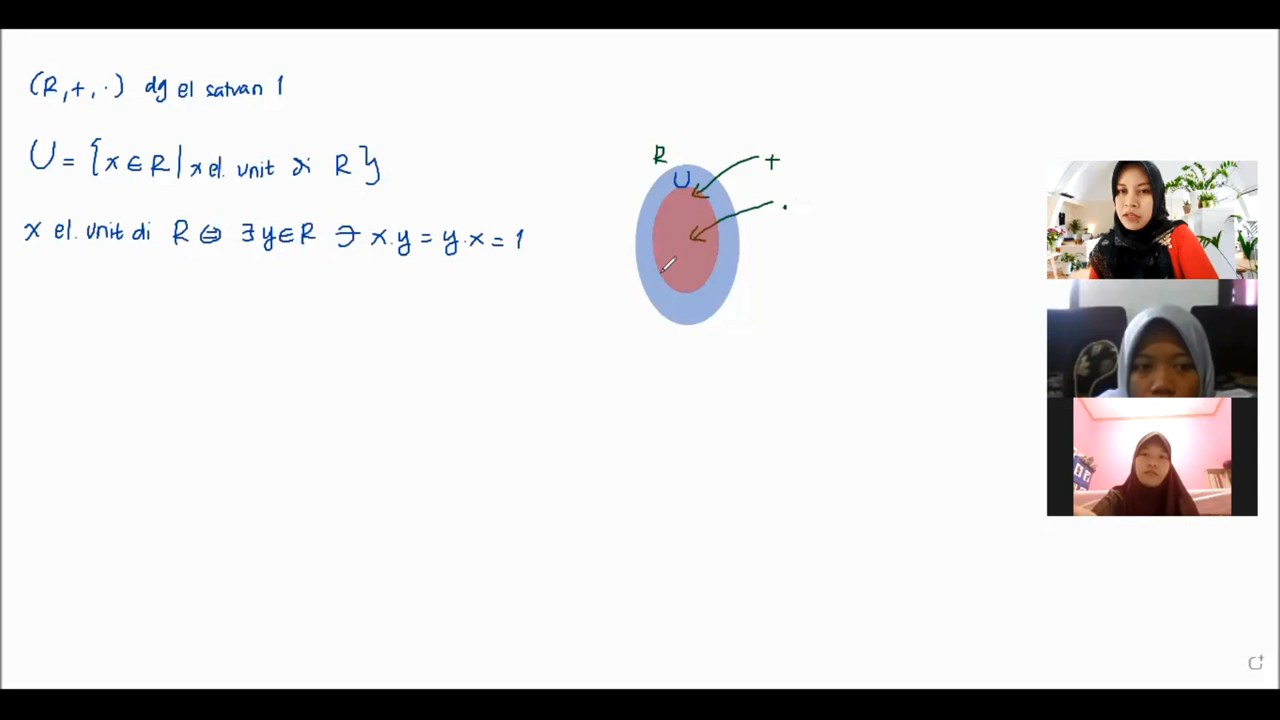 (R, +, ·) dg el satuan 1
U = {x ∈ R | x el. unit di R}
x el. unit di R ⇔ ∃ y ∈ R ∋ x.y = y.x = 1
R
U
+
·